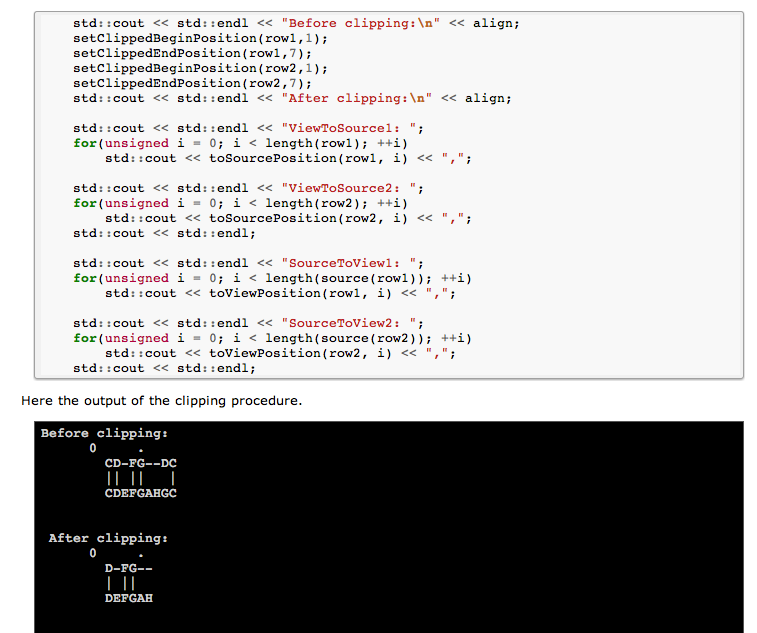 std::cout << std::endl << "Before clipping:\n" << align;
    setClippedBeginPosition(row1,1);
    setClippedEndPosition(row1,7);
    setClippedBeginPosition(row2,1);
    setClippedEndPosition(row2,7);
    std::cout << std::endl << "After clipping:\n" << align;

    std::cout << std::endl << "ViewToSource1: ";
    for(unsigned i = 0; i < length(row1); ++i)
        std::cout << toSourcePosition(row1, i) << ",";

    std::cout << std::endl << "ViewToSource2: ";
    for(unsigned i = 0; i < length(row2); ++i)
        std::cout << toSourcePosition(row2, i) << ",";
    std::cout << std::endl;

    std::cout << std::endl << "SourceToView1: ";
    for(unsigned i = 0; i < length(source(row1)); ++i)
        std::cout << toViewPosition(row1, i) << ",";

    std::cout << std::endl << "SourceToView2: ";
    for(unsigned i = 0; i < length(source(row2)); ++i)
        std::cout << toViewPosition(row2, i) << ",";
    std::cout << std::endl;

Here the output of the clipping procedure.

Before clipping:
      0     .
        CD-FG--DC
        || ||   |
        CDEFGAHGC

 After clipping:
      0     .
        D-FG--
        | ||
        DEFGAH